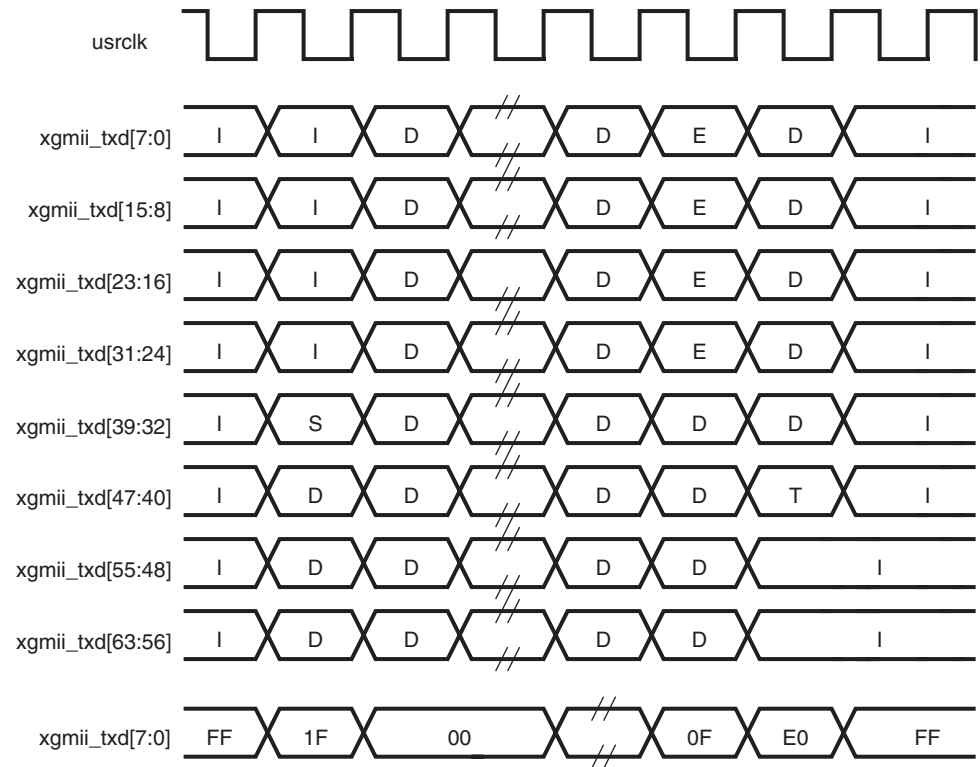 usrclk
xgmii_txd[7:0] I I D D E D I
xgmii_txd[15:8] I I D D E D I
xgmii_txd[23:16] I I D D E D I
xgmii_txd[31:24] I I D D E D I
xgmii_txd[39:32] I S D D D D I
xgmii_txd[47:40] I D D D D T I
xgmii_txd[55:48] I D D D D I
xgmii_txd[63:56] I D D D D I
xgmii_txd[7:0] FF 1F 00_ 0F E0 FF